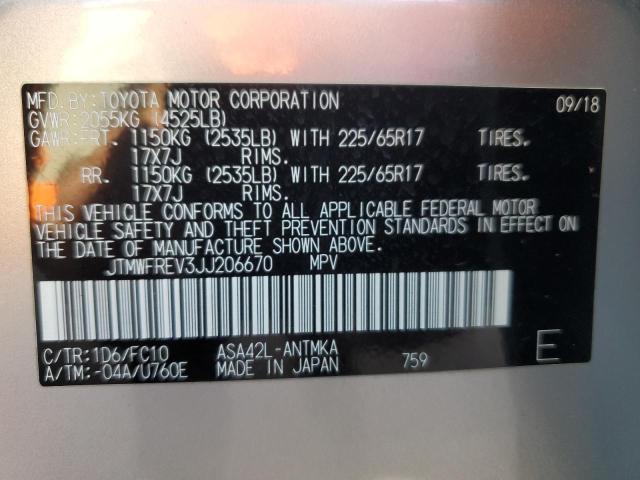 MFD.BY:TOYOTA MOTOR CORPORATION 09/18
GVWR:2055KG (4525LB)
GAWR:FRT. 1150KG (2535LB) WITH 225/65R17 TIRES.
17X7J RIMS.
RR. 1150KG (2535LB) WITH 225/65R17 TIRES.
17X7J RIMS.
THIS VEHICLE CONFORMS TO ALL APPLICABLE FEDERAL MOTOR
VEHICLE SAFETY AND THEFT PREVENTION STANDARDS IN EFFECT ON
THE DATE OF MANUFACTURE SHOWN ABOVE.
JTMWFREV3JJ206670 MPV
C/TR:1D6/FC10 ASA42L-ANTMKA
A/TM:-04A/U760E MADE IN JAPAN 759 E